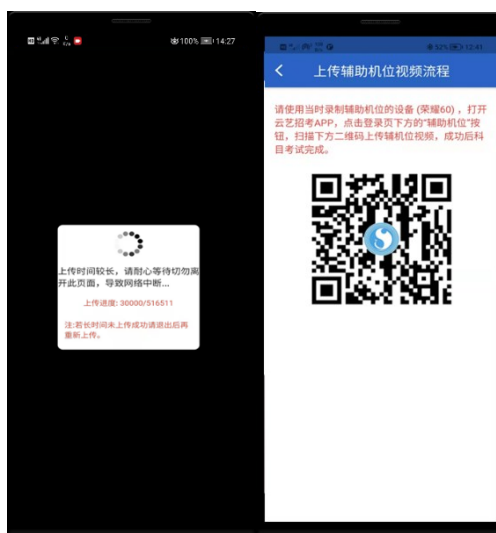 100% 14:27
上传时间较长，请耐心等待切勿离
开此页面，导致网络中断...
上传进度: 30000/516511
注:若长时间未上传成功请退出后再
重新上传。
52% 12:41
上传辅助机位视频流程
请使用当时录制辅助机位的设备 (荣耀60) ，打开
云艺招考APP，点击登录页下方的“辅助机位”按
钮，扫描下方二维码上传辅机位视频，成功后科
目考试完成。